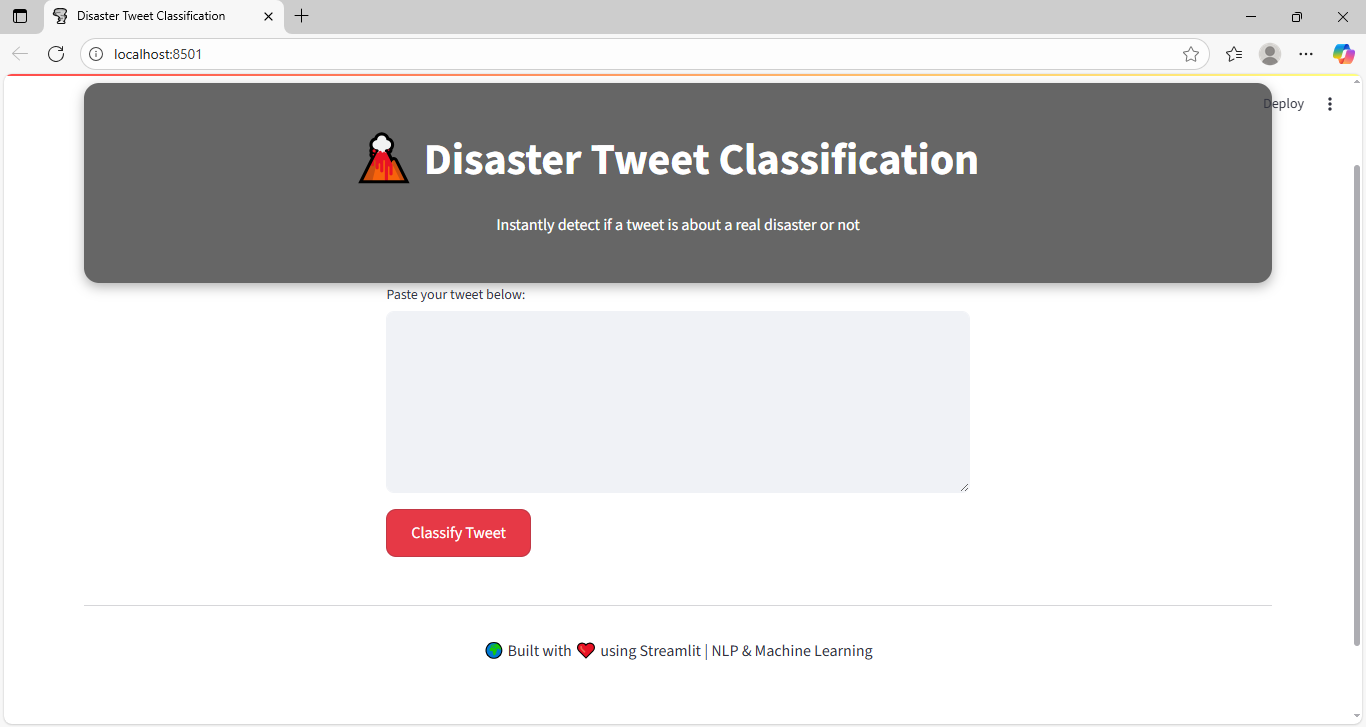 Disaster Tweet Classification
localhost:8501
Deploy
🌋 Disaster Tweet Classification
Instantly detect if a tweet is about a real disaster or not
Paste your tweet below:
Classify Tweet
🌍 Built with ❤️ using Streamlit | NLP & Machine Learning